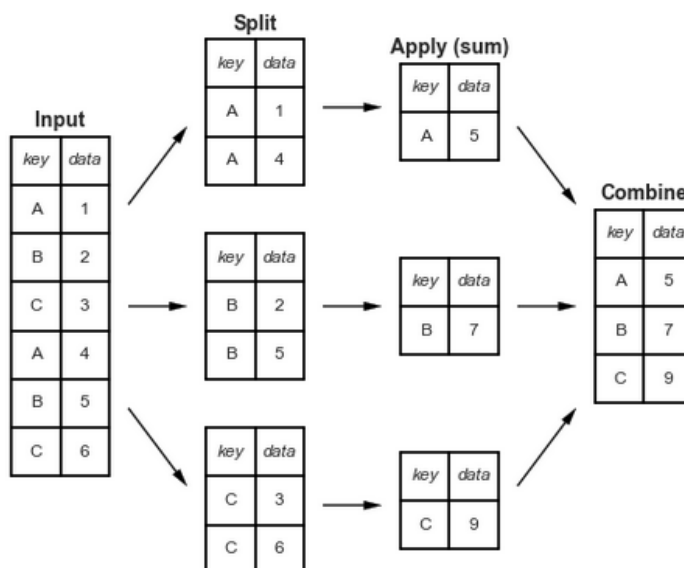 Input
key data
A 1
B 2
C 3
A 4
B 5
C 6
Split
key data
A 1
A 4
key data
B 2
B 5
key data
C 3
C 6
Apply (sum)
key data
A 5
key data
B 7
key data
C 9
Combine
key data
A 5
B 7
C 9